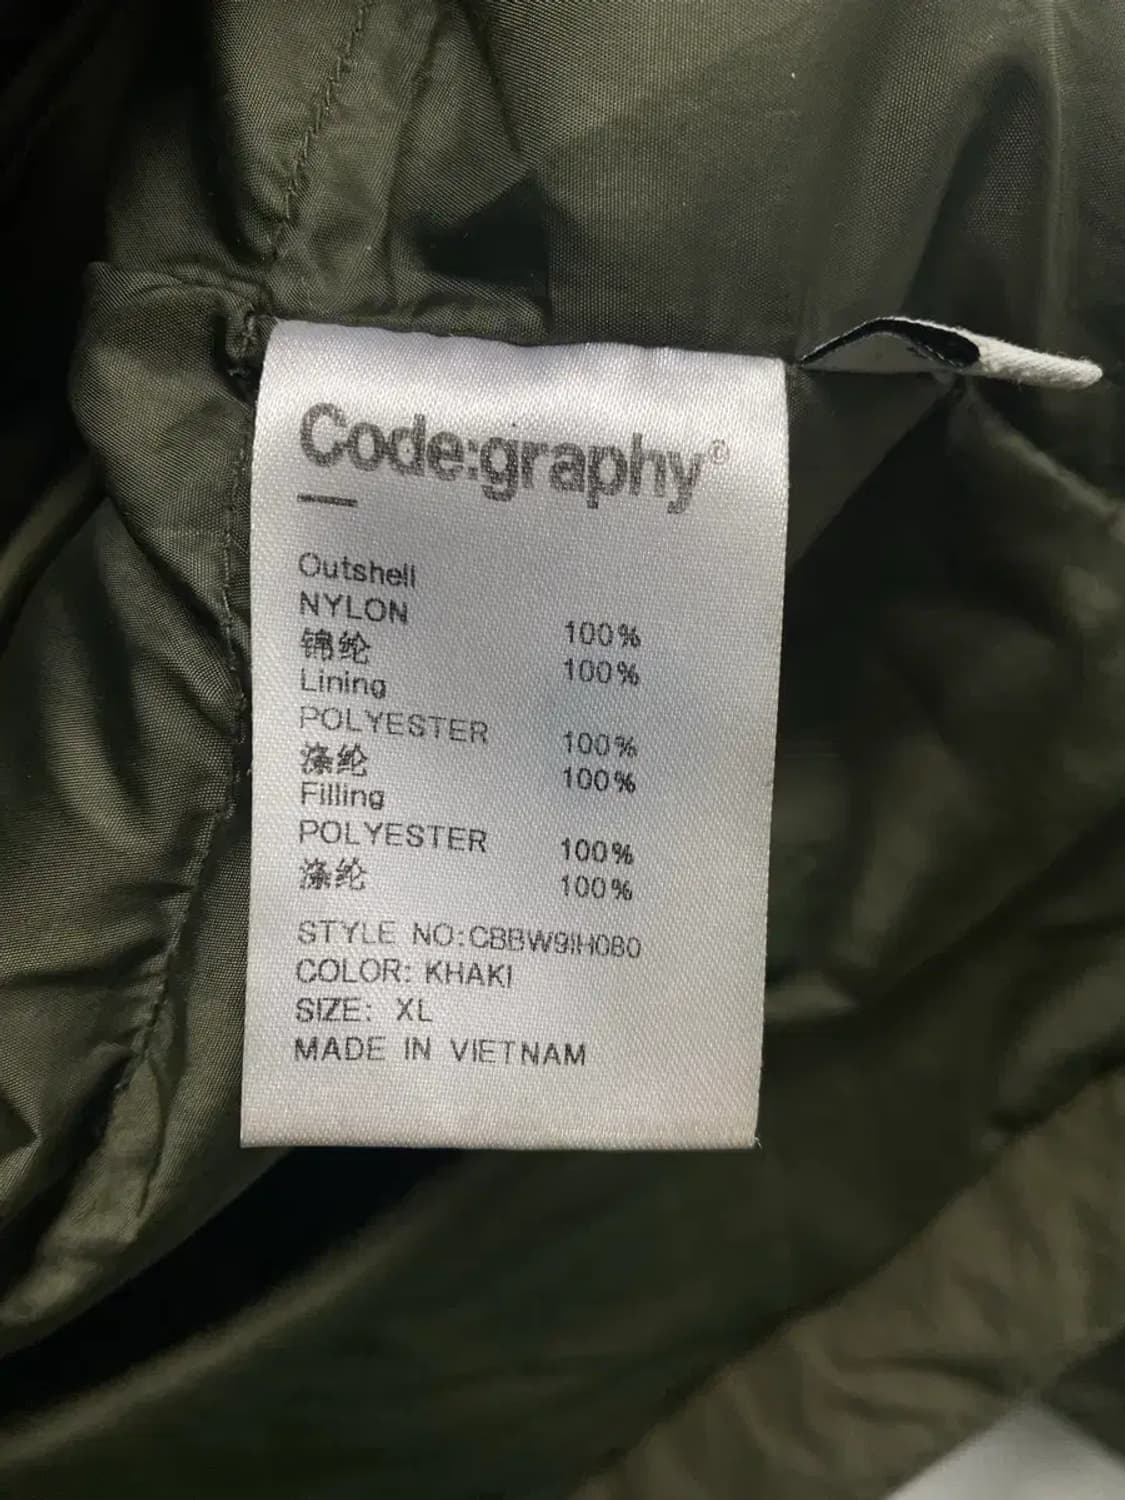 Code:graphy©
Outshell
NYLON 100%
锦纶 100%
Lining
POLYESTER 100%
涤纶 100%
Filling
POLYESTER 100%
涤纶 100%
STYLE NO:CBBW9IH080
COLOR: KHAKI
SIZE: XL
MADE IN VIETNAM